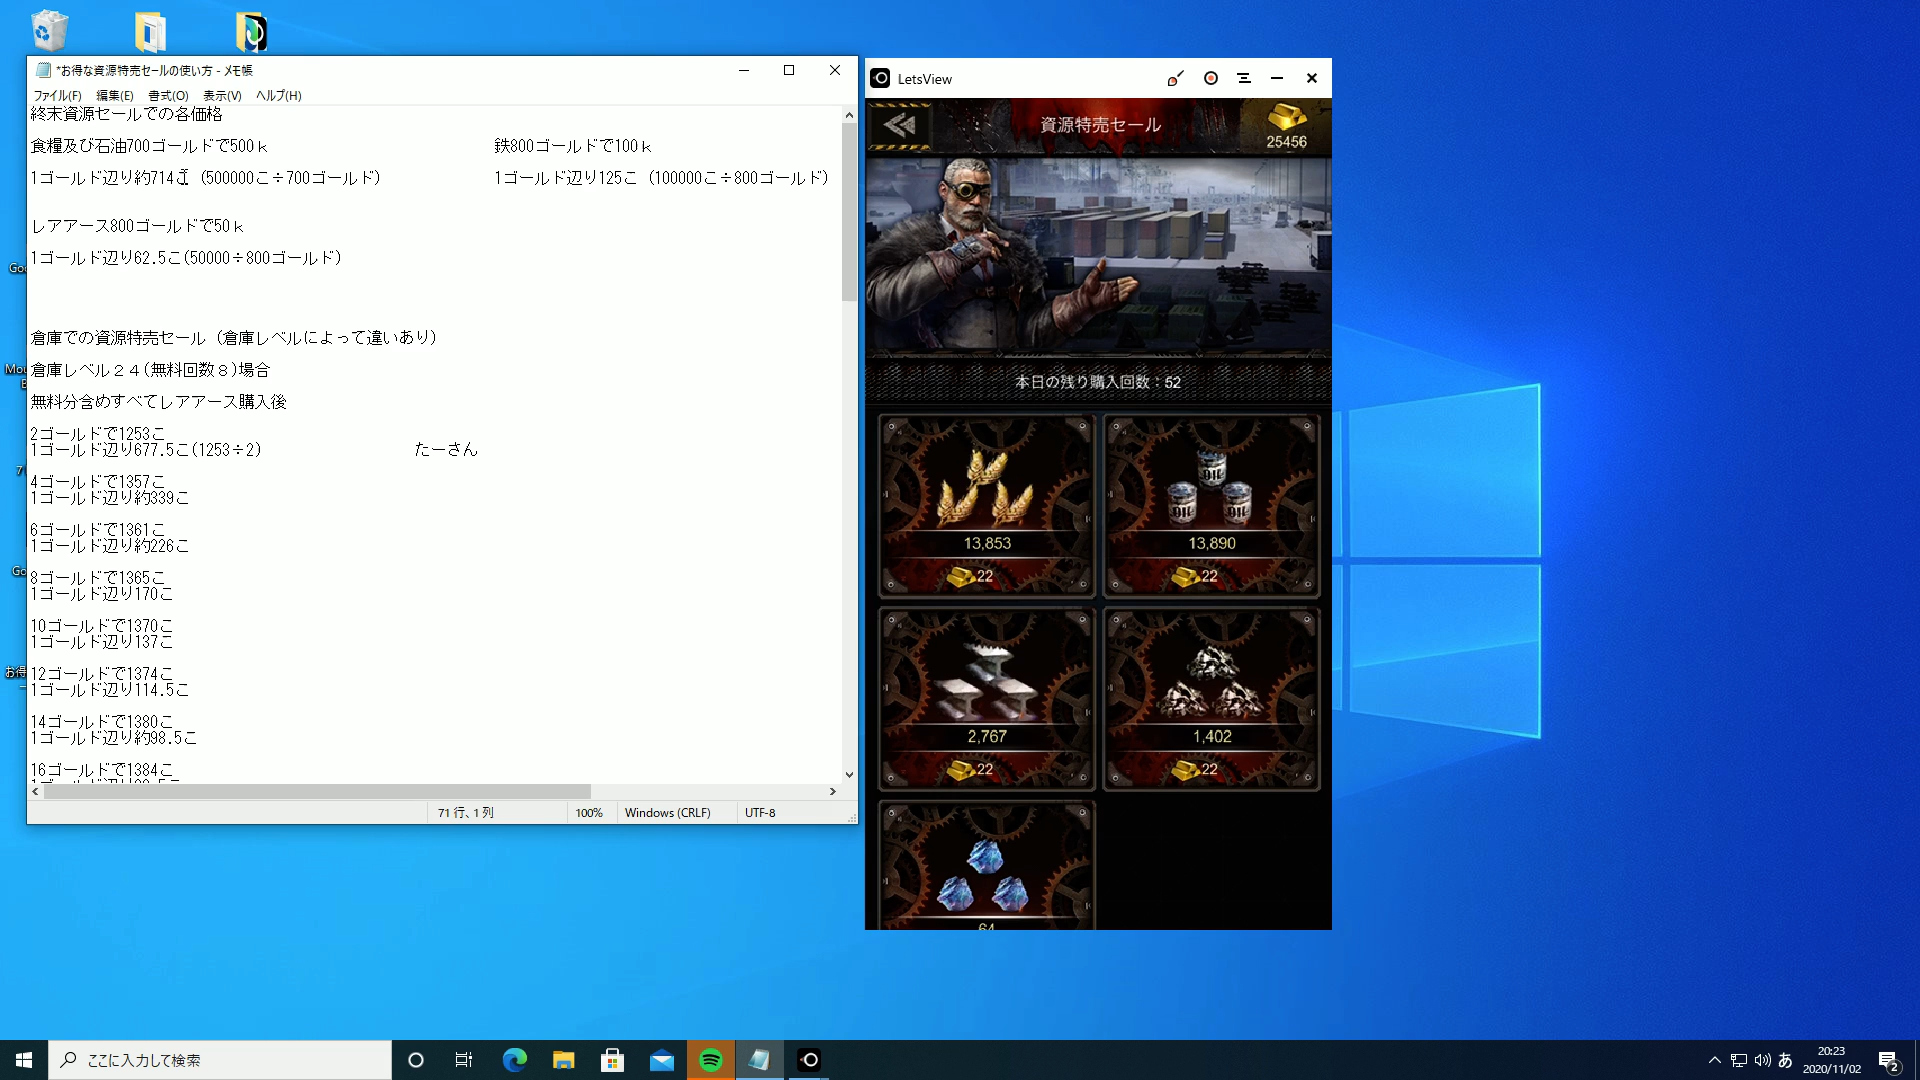 *お得な資源特売セールの使い方 - メモ帳
ファイル(F) 編集(E) 書式(O) 表示(V) ヘルプ(H)
終末資源セールでの各価格
食糧及び石油700ゴールドで500ｋ 鉄800ゴールドで100ｋ
1ゴールド辺り約714こ（500000こ÷700ゴールド） 1ゴールド辺り125こ（100000こ÷800ゴールド）
レアアース800ゴールドで50ｋ
1ゴールド辺り62.5こ(50000÷800ゴールド)
倉庫での資源特売セール（倉庫レベルによって違いあり）
倉庫レベル２４(無料回数８)場合
無料分含めすべてレアアース購入後
2ゴールドで1253こ
1ゴールド辺り677.5こ(1253÷2) たーさん
4ゴールドで1357こ
1ゴールド辺り約339こ
6ゴールドで1361こ
1ゴールド辺り約226こ
8ゴールドで1365こ
1ゴールド辺り170こ
10ゴールドで1370こ
1ゴールド辺り137こ
12ゴールドで1374こ
1ゴールド辺り114.5こ
14ゴールドで1380こ
1ゴールド辺り約98.5こ
16ゴールドで1384こ
71 行、1 列 100% Windows (CRLF) UTF-8
LetsView
資源特売セール
25456
本日の残り購入回数：52
13,853 13,890
22 22
2,767 1,402
22 22
64
OIL
OIL OIL
Goo
Mou
7
Go
お得
ここに入力して検索
あ
20:23
2020/11/02
2